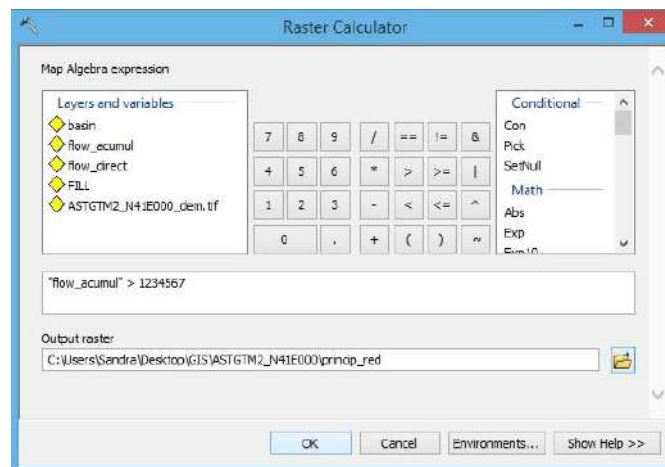 Raster Calculator
Map Algebra expression
Layers and variables
basin
flow_acumul
flow_direct
FILL
ASTGTM2_N41E000_dem.tif
7 8 9 / == != &
4 5 6 * > >= |
1 2 3 - < <= ^
0 . + ( ) ~
Conditional
Con
Pick
SetNull
Math
Abs
Exp
Exp10
"flow_acumul" > 1234567
Output raster
C:\Users\Sandra\Desktop\GIS\ASTGTM2_N41E000\princip_red
OK Cancel Environments... Show Help >>